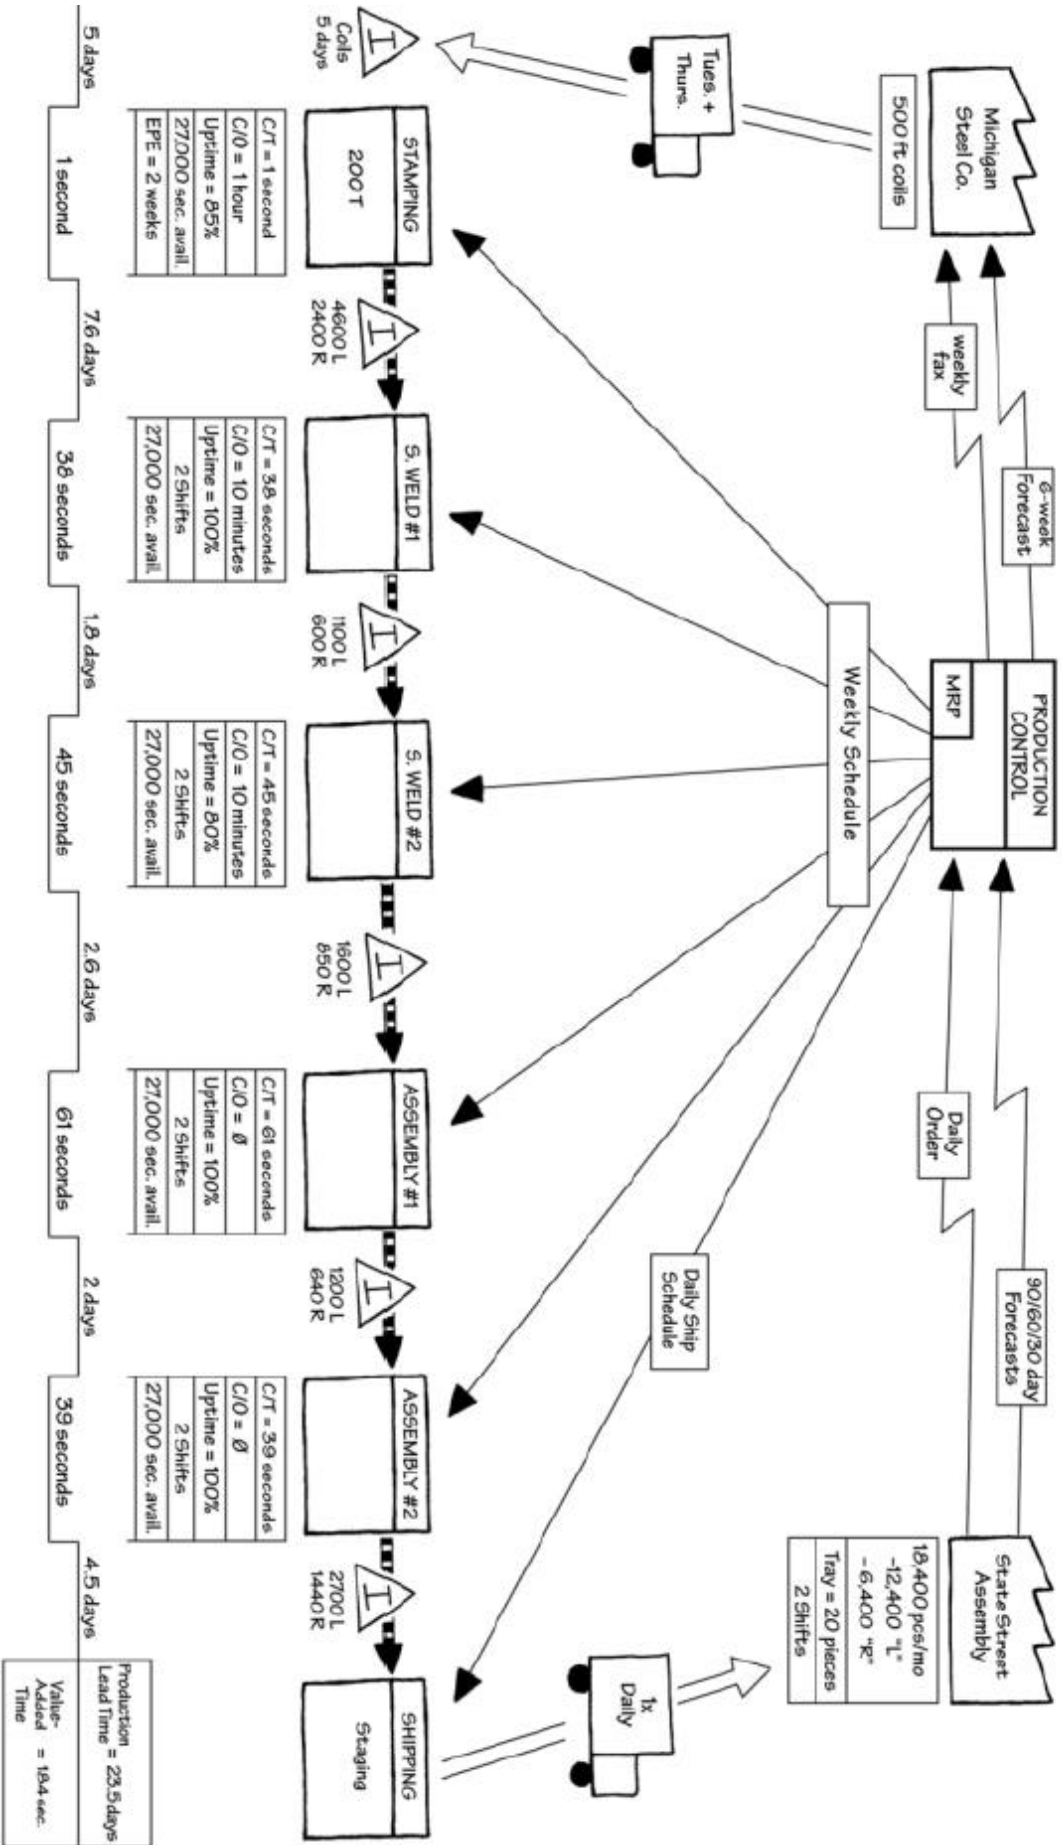 Michigan
Steel Co.
500 ft coils
Tues. +
Thurs.
6-week
Forecast
weekly
fax
PRODUCTION
CONTROL
MRP
90/60/30 day
Forecasts
Daily
Order
State Street
Assembly
18,400 pcs/mo
-12,400 "L"
-6,400 "R"
Tray = 20 pieces
2 Shifts
Weekly Schedule
Daily Ship
Schedule
1x
Daily
I
Coils
5 days
STAMPING
200 T
I
4600 L
2400 R
S. WELD #1
I
1100 L
600 R
S. WELD #2
I
1600 L
850 R
ASSEMBLY #1
I
1200 L
640 R
ASSEMBLY #2
I
2700 L
1440 R
SHIPPING
Staging
C/T = 1 second
C/O = 1 hour
Uptime = 85%
27,000 sec. avail.
EPE = 2 weeks
C/T = 38 seconds
C/O = 10 minutes
Uptime = 100%
2 Shifts
27,000 sec. avail.
C/T = 45 seconds
C/O = 10 minutes
Uptime = 80%
2 Shifts
27,000 sec. avail.
C/T = 61 seconds
C/O = Ø
Uptime = 100%
2 Shifts
27,000 sec. avail.
C/T = 39 seconds
C/O = Ø
Uptime = 100%
2 Shifts
27,000 sec. avail.
5 days
1 second
7.6 days
38 seconds
1.8 days
45 seconds
2.6 days
61 seconds
2 days
39 seconds
4.5 days
Production
Lead Time = 23.5 days
Value-
Added = 184 sec.
Time